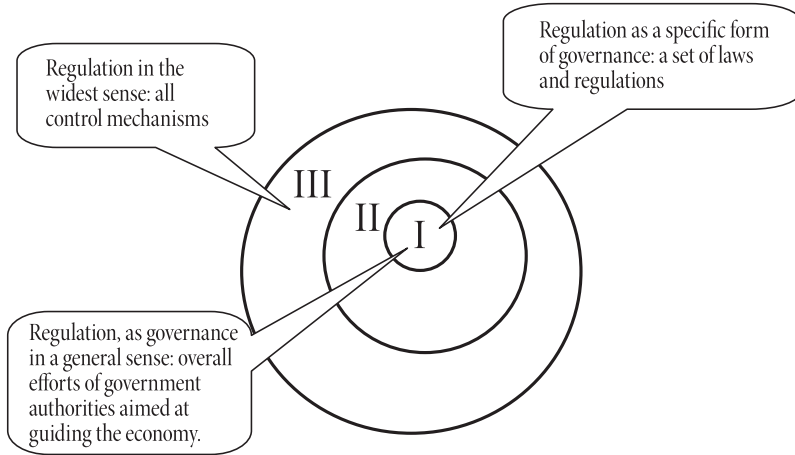 Regulation as a specific form
of governance: a set of laws
and regulations
Regulation in the
widest sense: all
control mechanisms
III
II
I
Regulation, as governance
in a general sense: overall
efforts of government
authorities aimed at
guiding the economy.